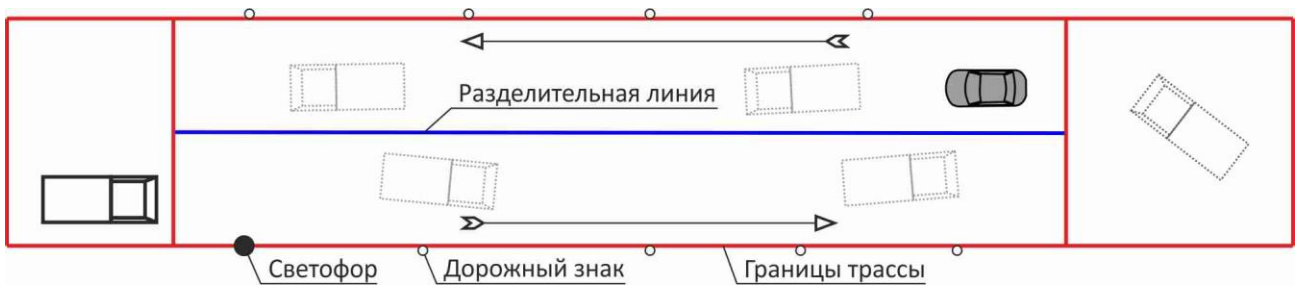 Разделительная линия
Светофор
Дорожный знак
Границы трассы